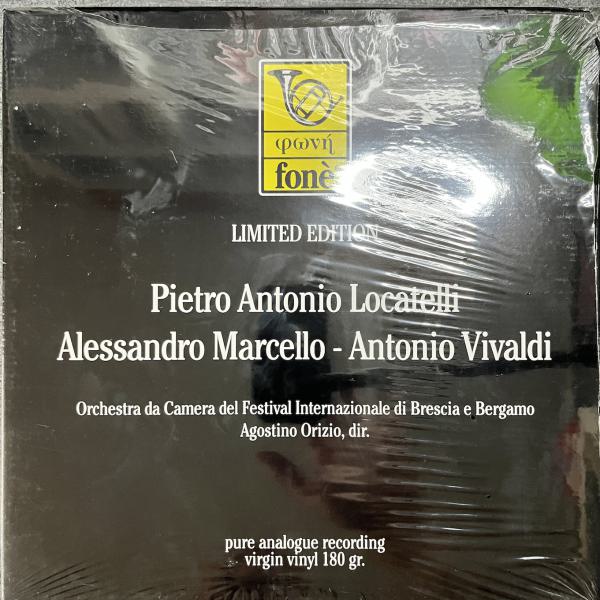 φωνή
fonè
LIMITED EDITION
Pietro Antonio Locatelli
Alessandro Marcello - Antonio Vivaldi
Orchestra da Camera del Festival Internazionale di Brescia e Bergamo
Agostino Orizio, dir.
pure analogue recording
virgin vinyl 180 gr.